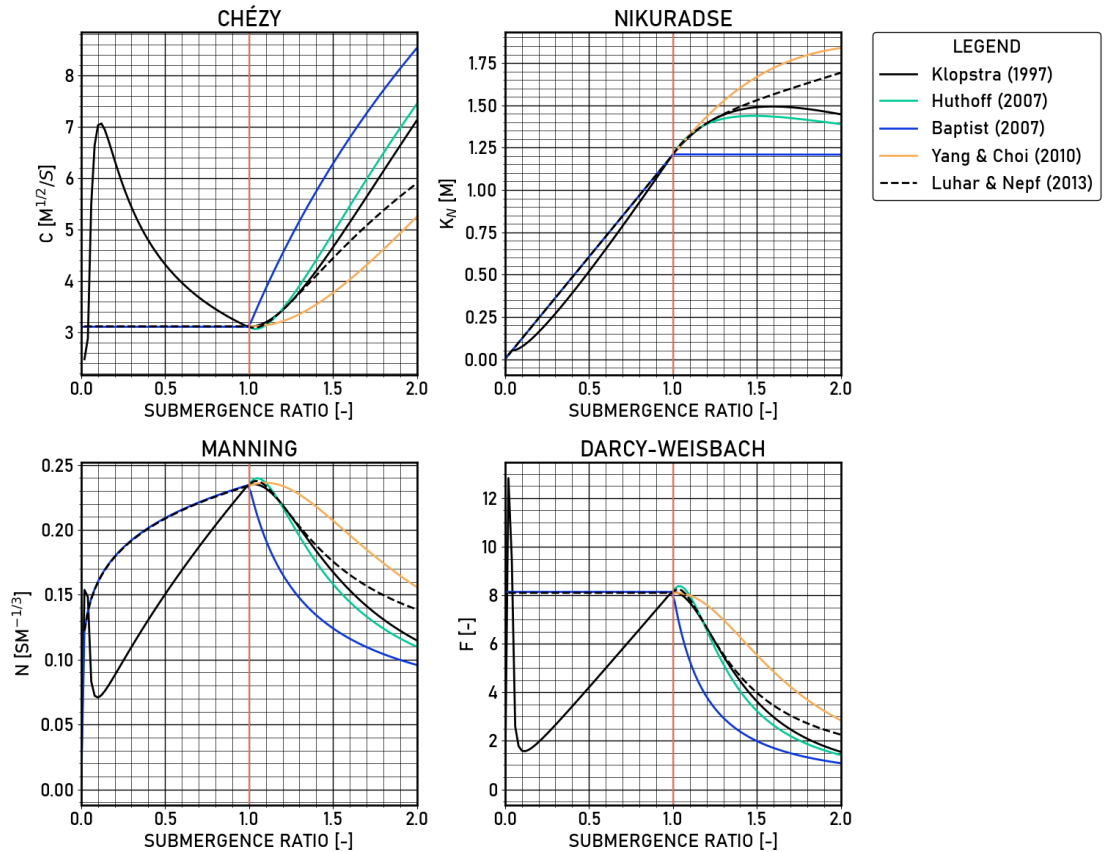 CHÉZY
C [M^{1/2}/S]
8
7
6
5
4
3
0.0 0.5 1.0 1.5 2.0
SUBMERGENCE RATIO [-]
NIKURADSE
K_N [M]
1.75
1.50
1.25
1.00
0.75
0.50
0.25
0.00
0.0 0.5 1.0 1.5 2.0
SUBMERGENCE RATIO [-]
LEGEND
Klopstra (1997)
Huthoff (2007)
Baptist (2007)
Yang & Choi (2010)
Luhar & Nepf (2013)
MANNING
N [SM^{-1/3}]
0.25
0.20
0.15
0.10
0.05
0.00
0.0 0.5 1.0 1.5 2.0
SUBMERGENCE RATIO [-]
DARCY-WEISBACH
F [-]
12
10
8
6
4
2
0
0.0 0.5 1.0 1.5 2.0
SUBMERGENCE RATIO [-]